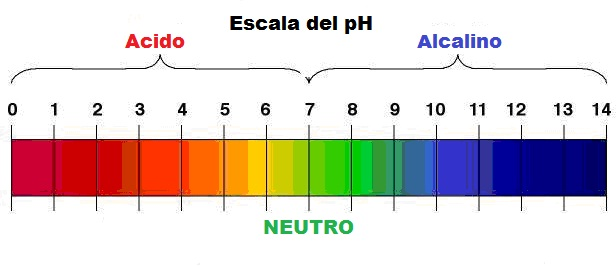 Escala del pH
Acido Alcalino
0 1 2 3 4 5 6 7 8 9 10 11 12 13 14
NEUTRO